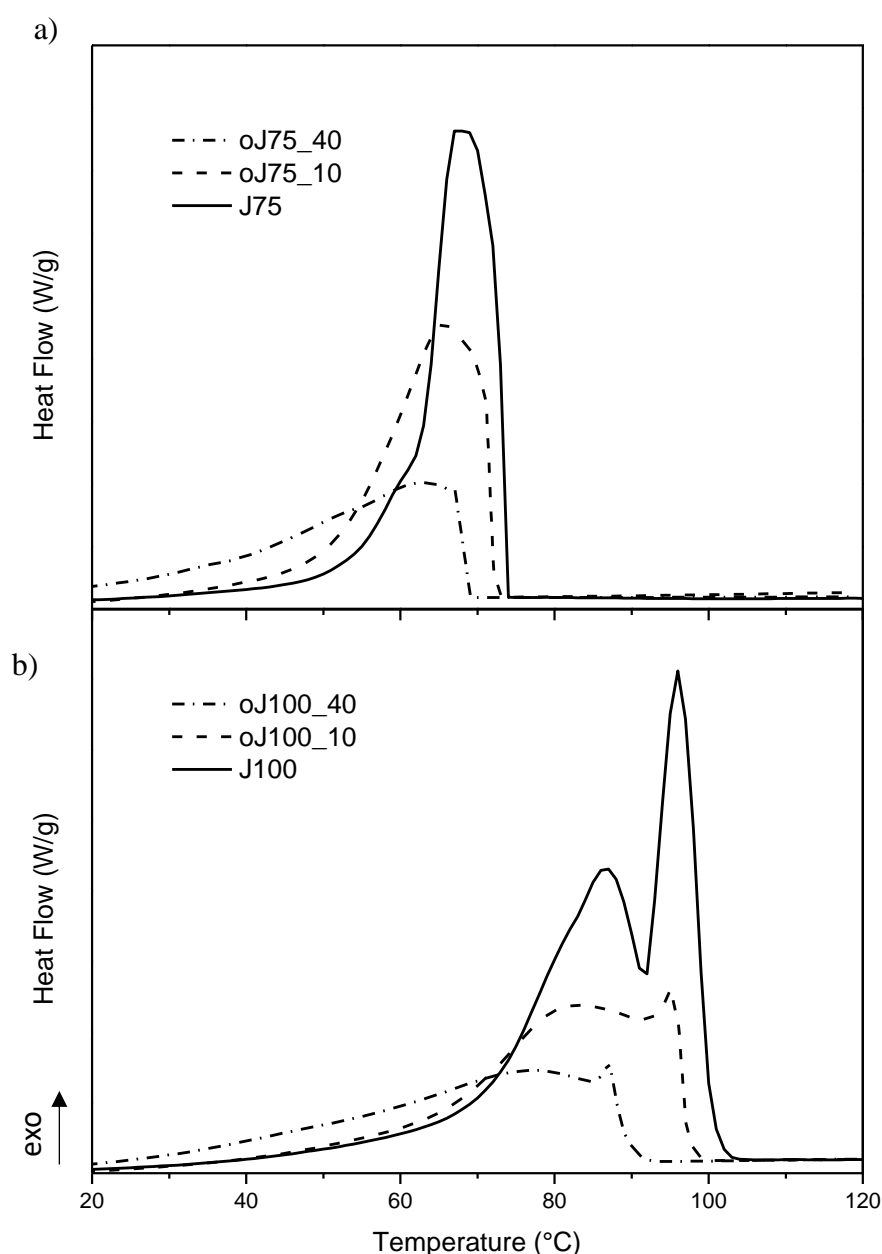 a)
oJ75_40
oJ75_10
J75
Heat Flow (W/g)
b)
oJ100_40
oJ100_10
J100
Heat Flow (W/g)
exo
20 40 60 80 100 120
Temperature (°C)